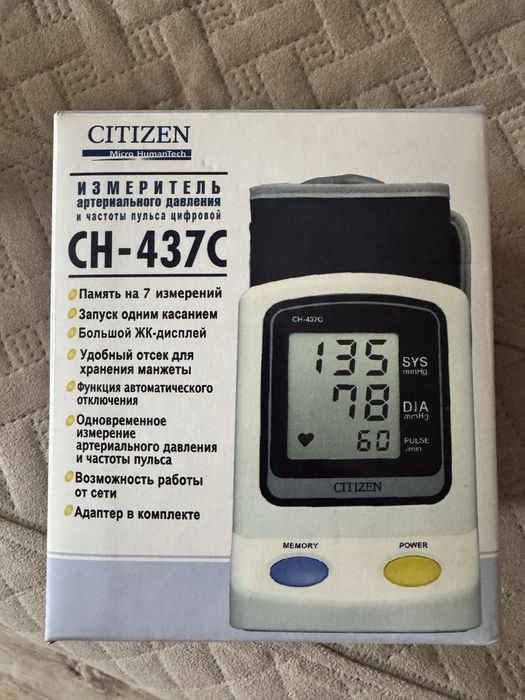 CITIZEN
Micro HumanTech
ИЗМЕРИТЕЛЬ
артериального давления
и частоты пульса цифровой
CH-437C
Память на 7 измерений
Запуск одним касанием
Большой ЖК-дисплей
Удобный отсек для
хранения манжеты
Функция автоматического
отключения
Одновременное
измерение
артериального давления
и частоты пульса
Возможность работы
от сети
Адаптер в комплекте
CH-437C
135 SYS
mmHg
78 DIA
mmHg
60 PULSE
/min
CITIZEN
MEMORY POWER